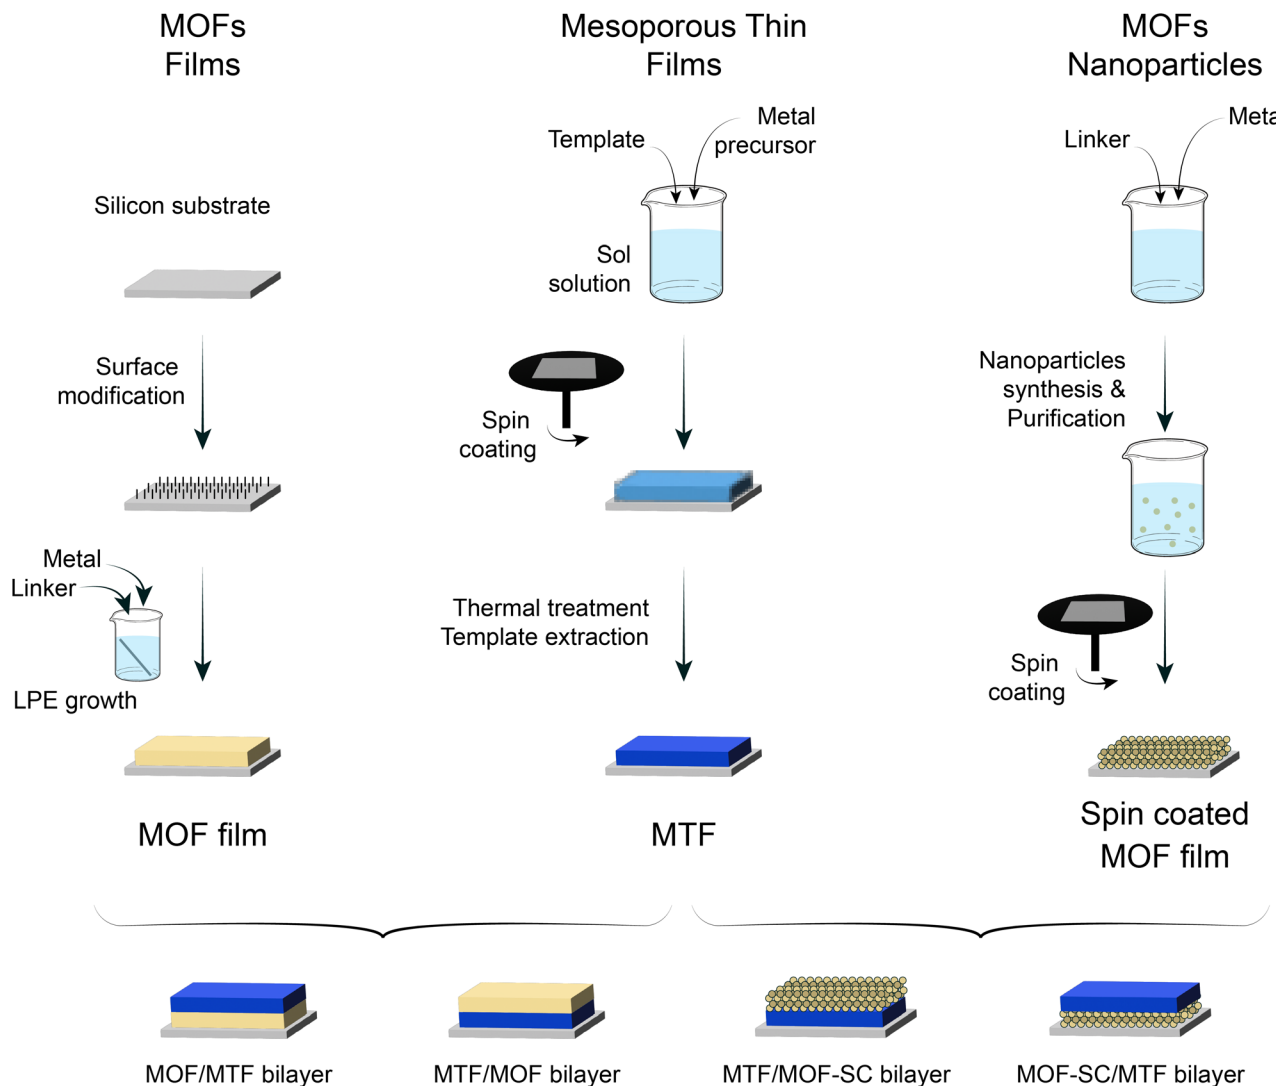 MOFs
Films
Silicon substrate
Surface
modification
Metal
Linker
LPE growth
MOF film
Mesoporous Thin
Films
Template
Metal
precursor
Sol
solution
Spin
coating
Thermal treatment
Template extraction
MTF
MOFs
Nanoparticles
Linker
Meta
Nanoparticles
synthesis &
Purification
Spin
coating
Spin coated
MOF film
MOF/MTF bilayer
MTF/MOF bilayer
MTF/MOF-SC bilayer
MOF-SC/MTF bilayer